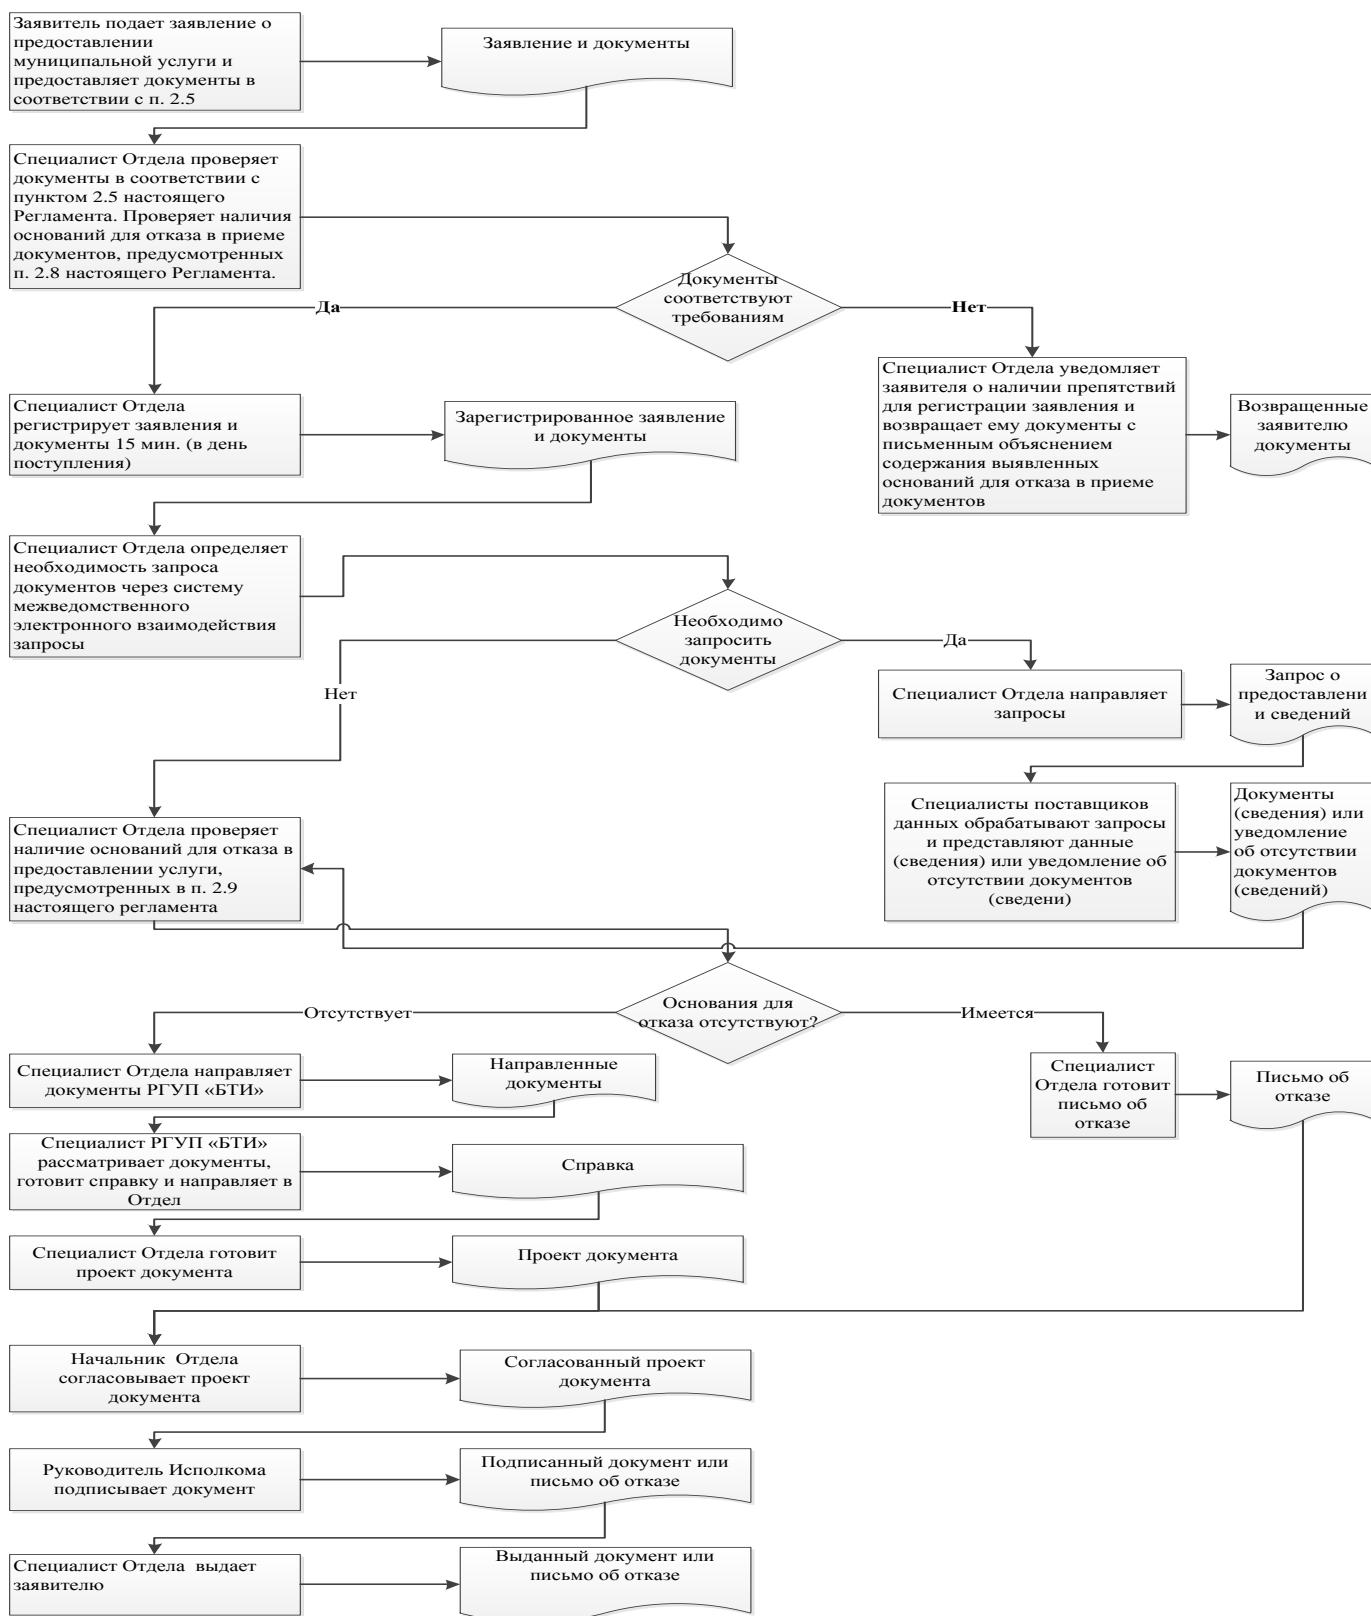 Заявитель подает заявление о
предоставлении
муниципальной услуги и
предоставляет документы в
соответствии с п. 2.5
Заявление и документы
Специалист Отдела проверяет
документы в соответствии с
пунктом 2.5 настоящего
Регламента. Проверяет наличия
оснований для отказа в приеме
документов, предусмотренных
п. 2.8 настоящего Регламента.
Документы
соответствуют
требованиям
Да
Нет
Специалист Отдела
регистрирует заявления и
документы 15 мин. (в день
поступления)
Зарегистрированное заявление
и документы
Специалист Отдела уведомляет
заявителя о наличии препятствий
для регистрации заявления и
возвращает ему документы с
письменным объяснением
содержания выявленных
оснований для отказа в приеме
документов
Возвращенные
заявителю
документы
Специалист Отдела определяет
необходимость запроса
документов через систему
межведомственного
электронного взаимодействия
запросы
Необходимо
запросить
документы
Да
Нет
Специалист Отдела направляет
запросы
Запрос о
предоставлени
и сведений
Специалисты поставщиков
данных обрабатывают запросы
и представляют данные
(сведения) или уведомление об
отсутствии документов
(сведени)
Документы
(сведения) или
уведомление
об отсутствии
документов
(сведений)
Специалист Отдела проверяет
наличие оснований для отказа в
предоставлении услуги,
предусмотренных в п. 2.9
настоящего регламента
Основания для
отказа отсутствуют?
Отсутствует
Имеется
Специалист Отдела направляет
документы РГУП «БТИ»
Направленные
документы
Специалист
Отдела готовит
письмо об
отказе
Письмо об
отказе
Специалист РГУП «БТИ»
рассматривает документы,
готовит справку и направляет в
Отдел
Справка
Специалист Отдела готовит
проект документа
Проект документа
Начальник Отдела
согласовывает проект
документа
Согласованный проект
документа
Руководитель Исполкома
подписывает документ
Подписанный документ или
письмо об отказе
Специалист Отдела выдает
заявителю
Выданный документ или
письмо об отказе